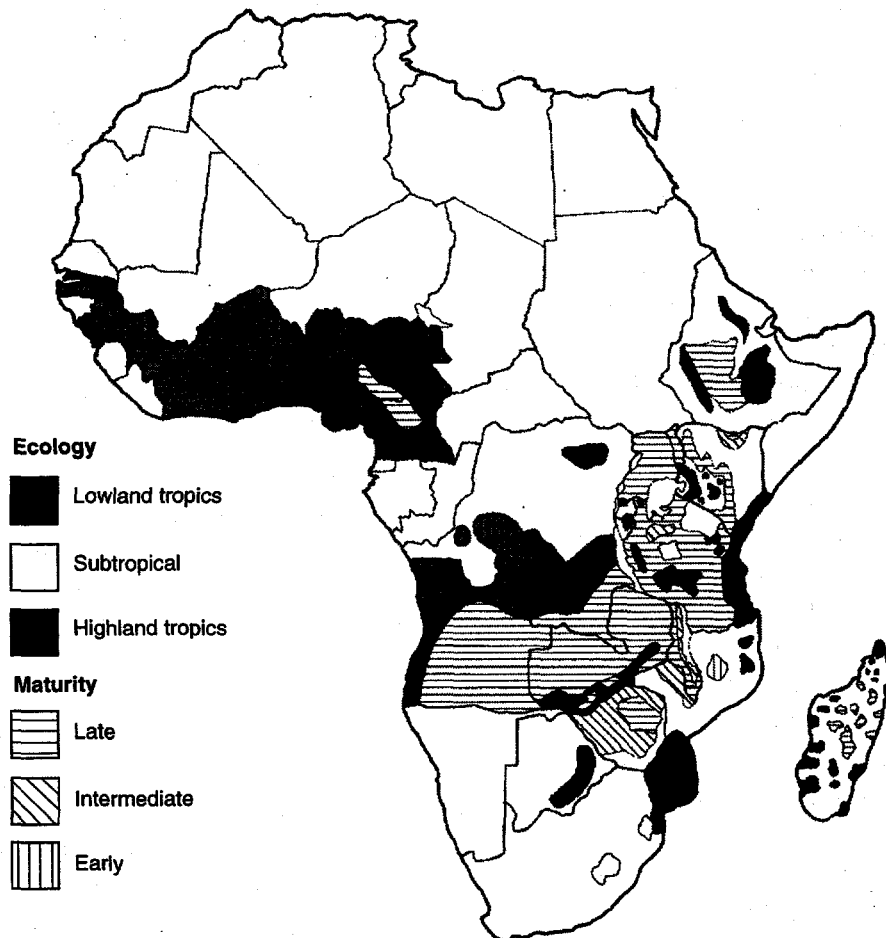 Ecology
Lowland tropics
Subtropical
Highland tropics
Maturity
Late
Intermediate
Early